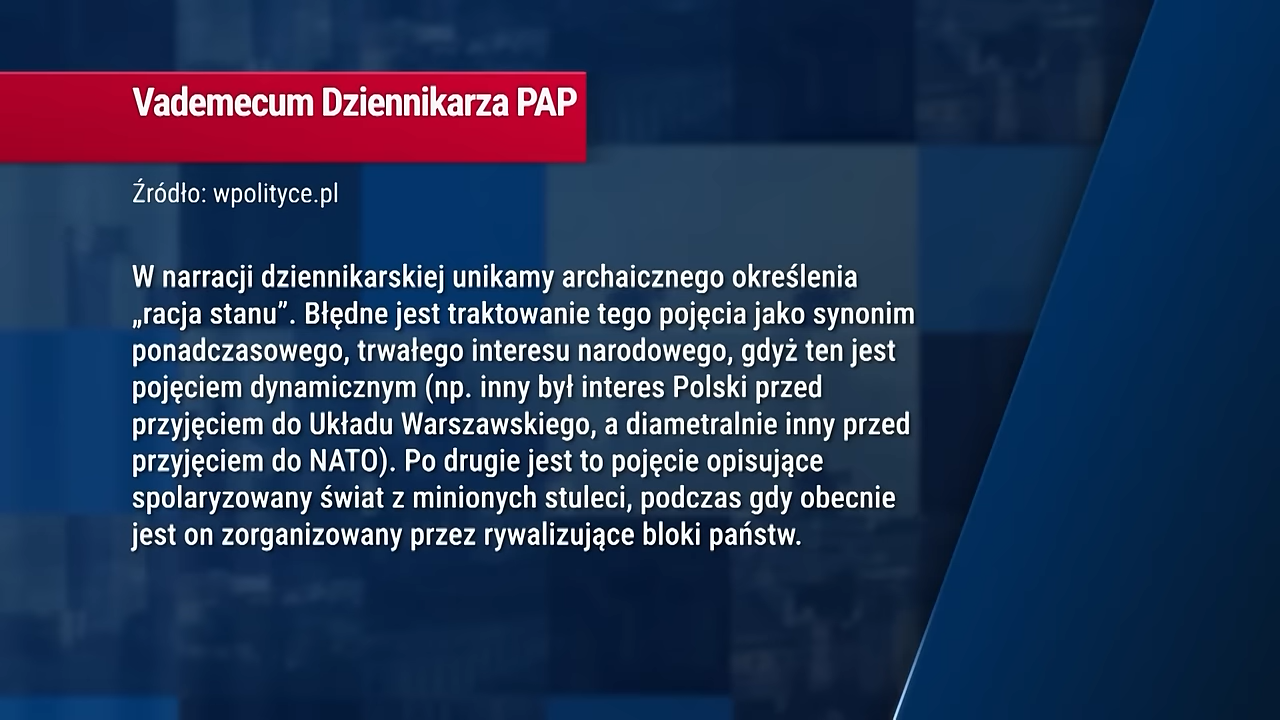 Vademecum Dziennikarza PAP
Źródło: wpolityce.pl
W narracji dziennikarskiej unikamy archaicznego określenia
„racja stanu”. Błędne jest traktowanie tego pojęcia jako synonim
ponadczasowego, trwałego interesu narodowego, gdyż ten jest
pojęciem dynamicznym (np. inny był interes Polski przed
przyjęciem do Układu Warszawskiego, a diametralnie inny przed
przyjęciem do NATO). Po drugie jest to pojęcie opisujące
spolaryzowany świat z minionych stuleci, podczas gdy obecnie
jest on zorganizowany przez rywalizujące bloki państw.